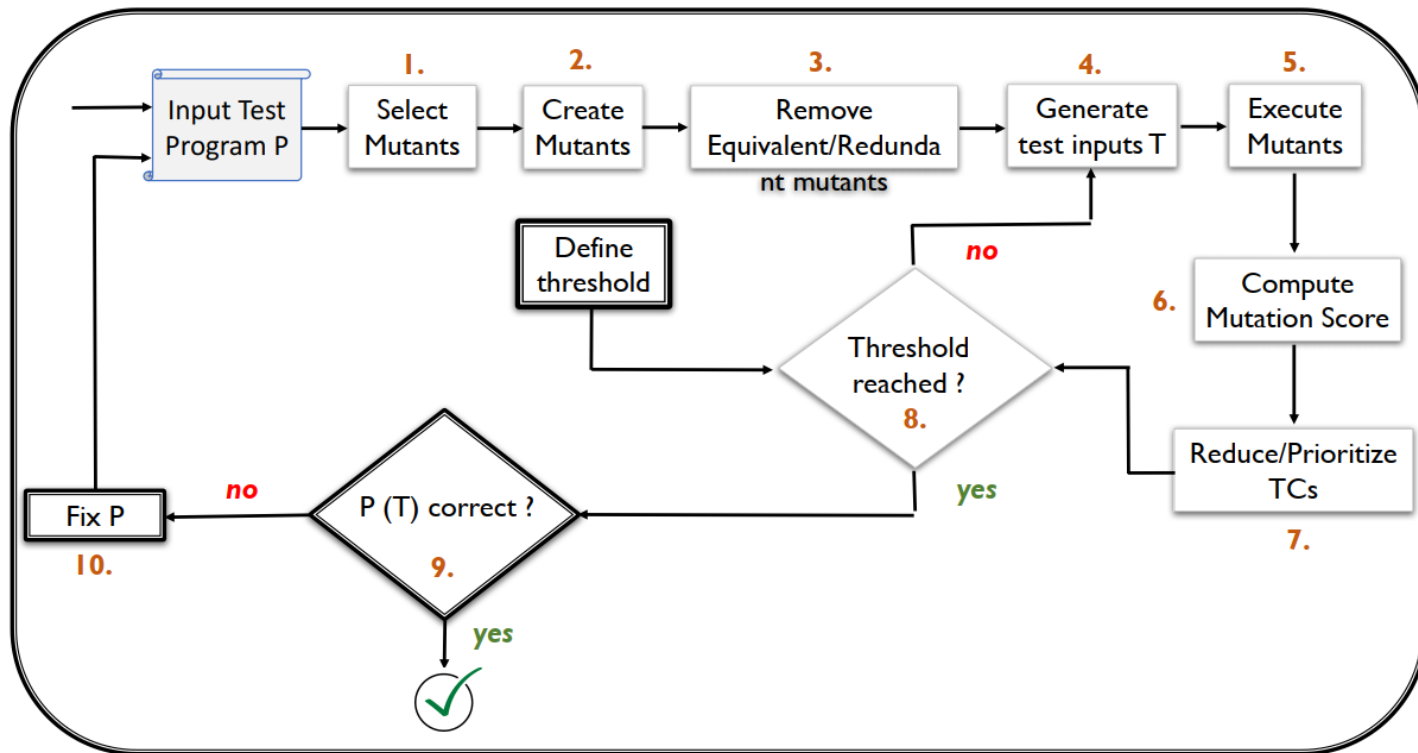 1.
2.
3.
4.
5.
Input Test
Program P
Select
Mutants
Create
Mutants
Remove
Equivalent/Redunda
nt mutants
Generate
test inputs T
Execute
Mutants
Define
threshold
no
6.
Compute
Mutation Score
Threshold
reached ?
8.
yes
Reduce/Prioritize
TCs
7.
P (T) correct ?
9.
no
Fix P
10.
yes